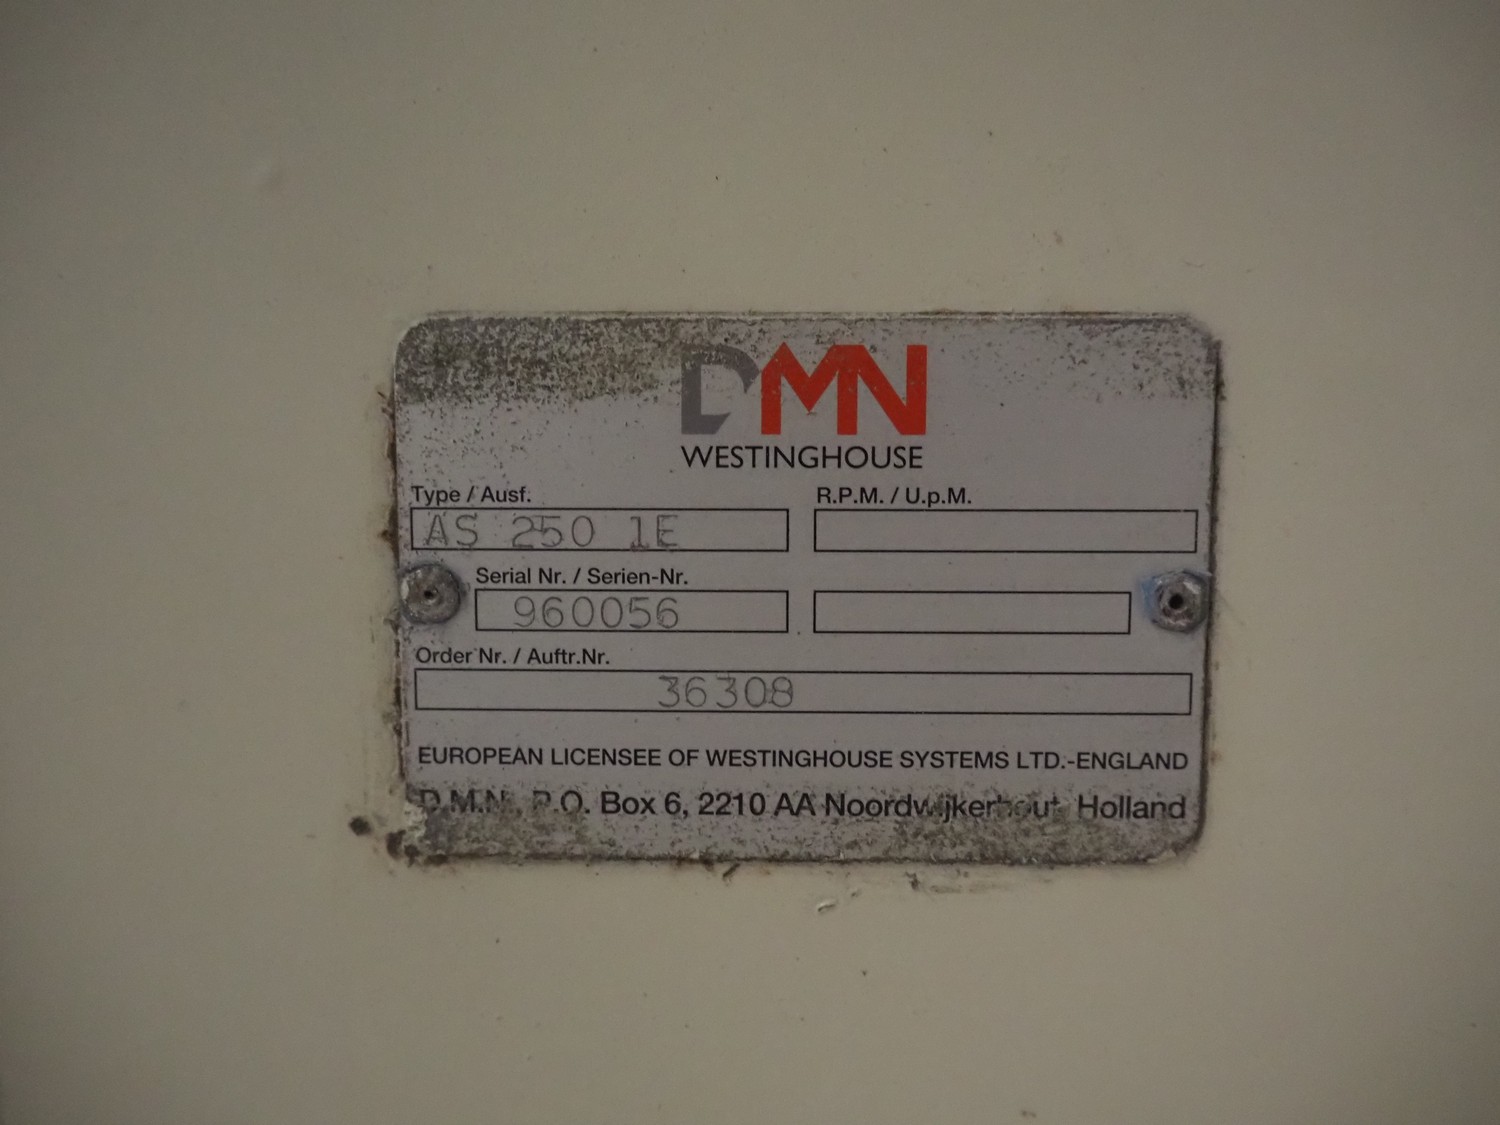 DMN
WESTINGHOUSE
Type / Ausf. R.P.M. / U.p.M.
AS 250 1E
Serial Nr. / Serien-Nr.
960056
Order Nr. / Auftr.Nr.
36308
EUROPEAN LICENSEE OF WESTINGHOUSE SYSTEMS LTD.-ENGLAND
D.M.N., P.O. Box 6, 2210 AA Noordwijkerhout Holland